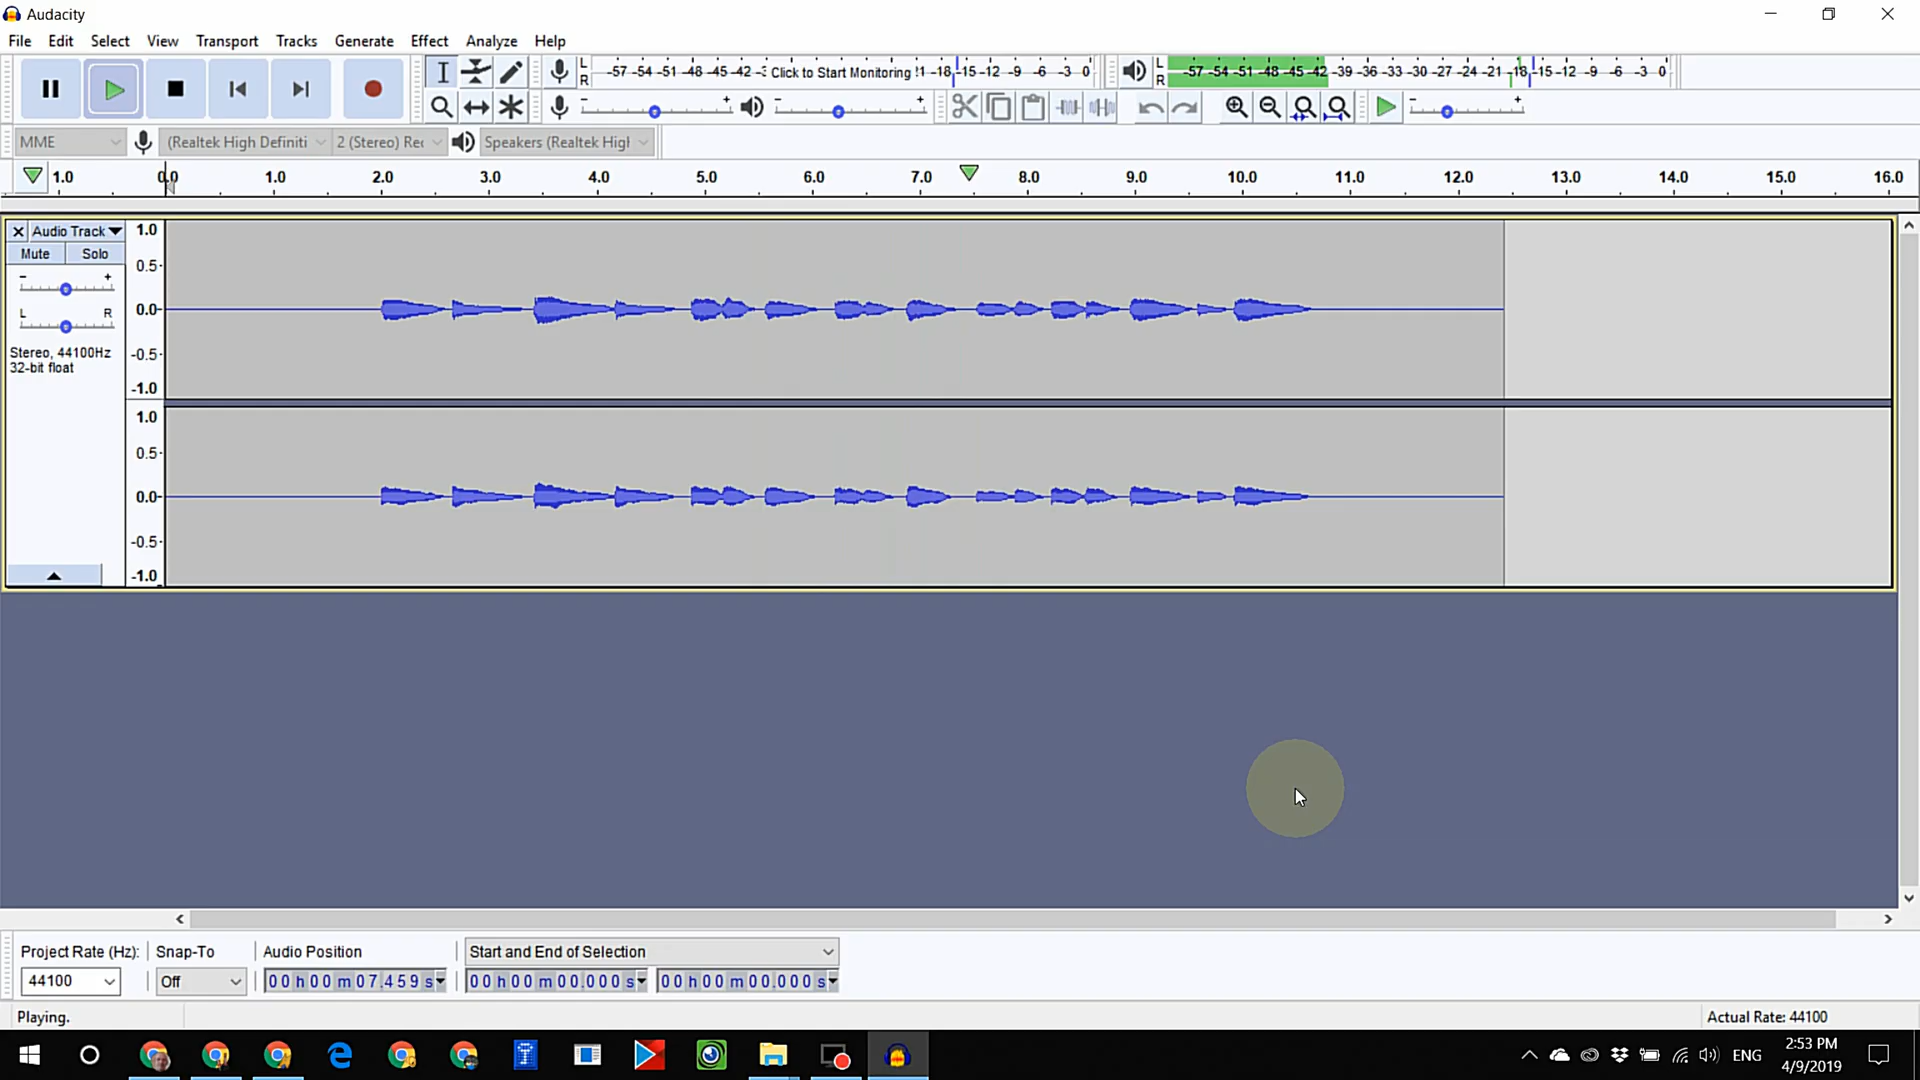 Audacity
File Edit Select View Transport Tracks Generate Effect Analyze Help
L -57 -54 -51 -48 -45 -42 Click to Start Monitoring -18 -15 -12 -9 -6 -3 0
R
L -57 -54 -51 -48 -45 -42 -39 -36 -33 -30 -27 -24 -21 -18 -15 -12 -9 -6 -3 0
R
MME (Realtek High Definiti 2 (Stereo) Rec Speakers (Realtek High
1.0 0.0 1.0 2.0 3.0 4.0 5.0 6.0 7.0 8.0 9.0 10.0 11.0 12.0 13.0 14.0 15.0 16.0
Audio Track
Mute Solo
- +
L R
Stereo, 44100Hz
32-bit float
1.0
0.5
0.0
-0.5
-1.0
1.0
0.5
0.0
-0.5
-1.0
Project Rate (Hz): Snap-To Audio Position Start and End of Selection
44100 Off 00 h 00 m 07.459 s 00 h 00 m 00.000 s 00 h 00 m 00.000 s
Playing. Actual Rate: 44100
ENG
2:53 PM
4/9/2019